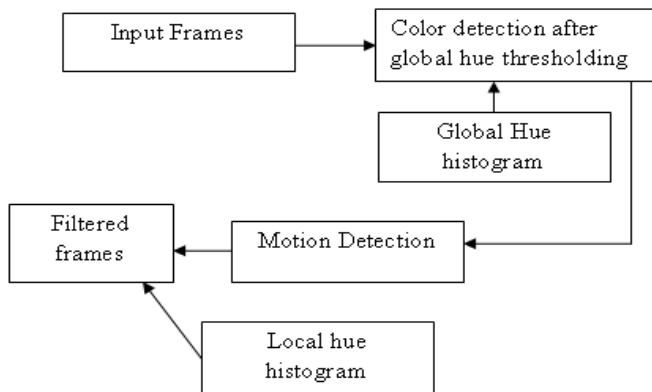 Input Frames
Color detection after
global hue thresholding
Global Hue
histogram
Filtered
frames
Motion Detection
Local hue
histogram